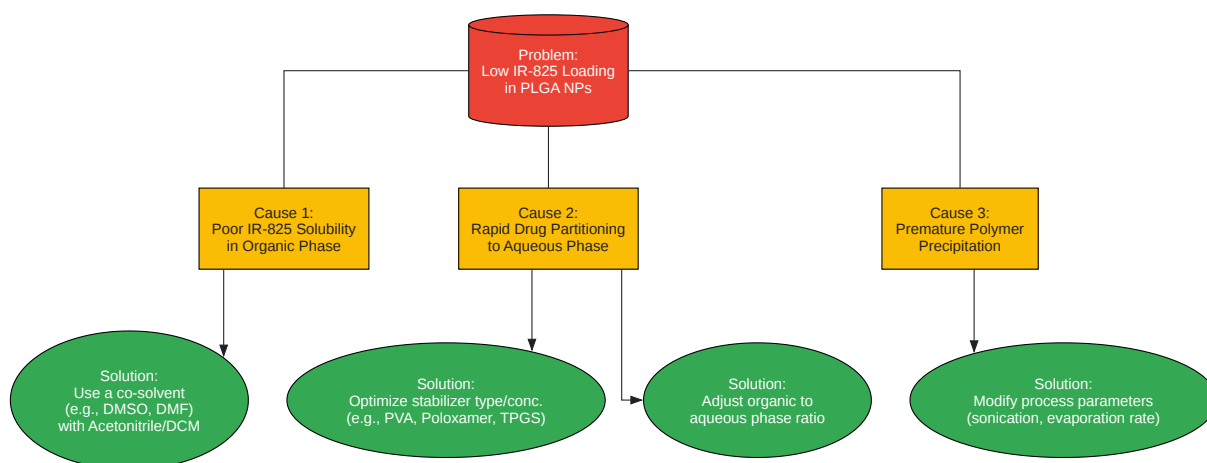 Problem:
Low IR-825 Loading
in PLGA NPs
Cause 1:
Poor IR-825 Solubility
in Organic Phase
Cause 2:
Rapid Drug Partitioning
to Aqueous Phase
Cause 3:
Premature Polymer
Precipitation
Solution:
Use a co-solvent
(e.g., DMSO, DMF)
with Acetonitrile/DCM
Solution:
Optimize stabilizer type/conc.
(e.g., PVA, Poloxamer, TPGS)
Solution:
Adjust organic to
aqueous phase ratio
Solution:
Modify process parameters
(sonication, evaporation rate)